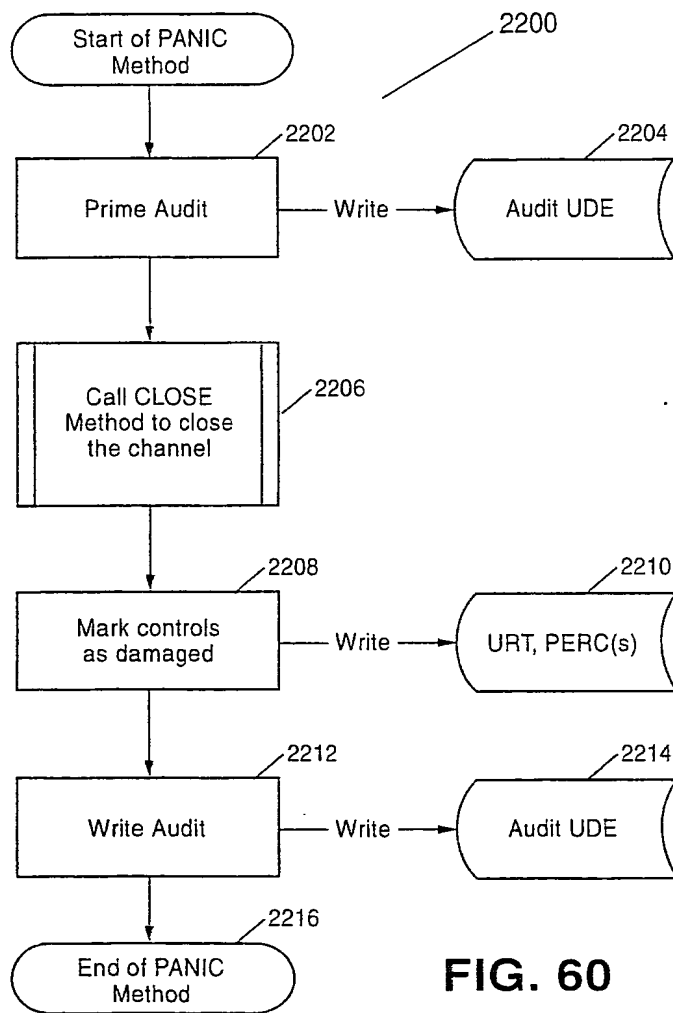 Start of PANIC
Method
2200
2202
Prime Audit
Write
2204
Audit UDE
Call CLOSE
Method to close
the channel
2206
2208
Mark controls
as damaged
Write
2210
URT, PERC(s)
2212
Write Audit
Write
2214
Audit UDE
2216
End of PANIC
Method
FIG. 60